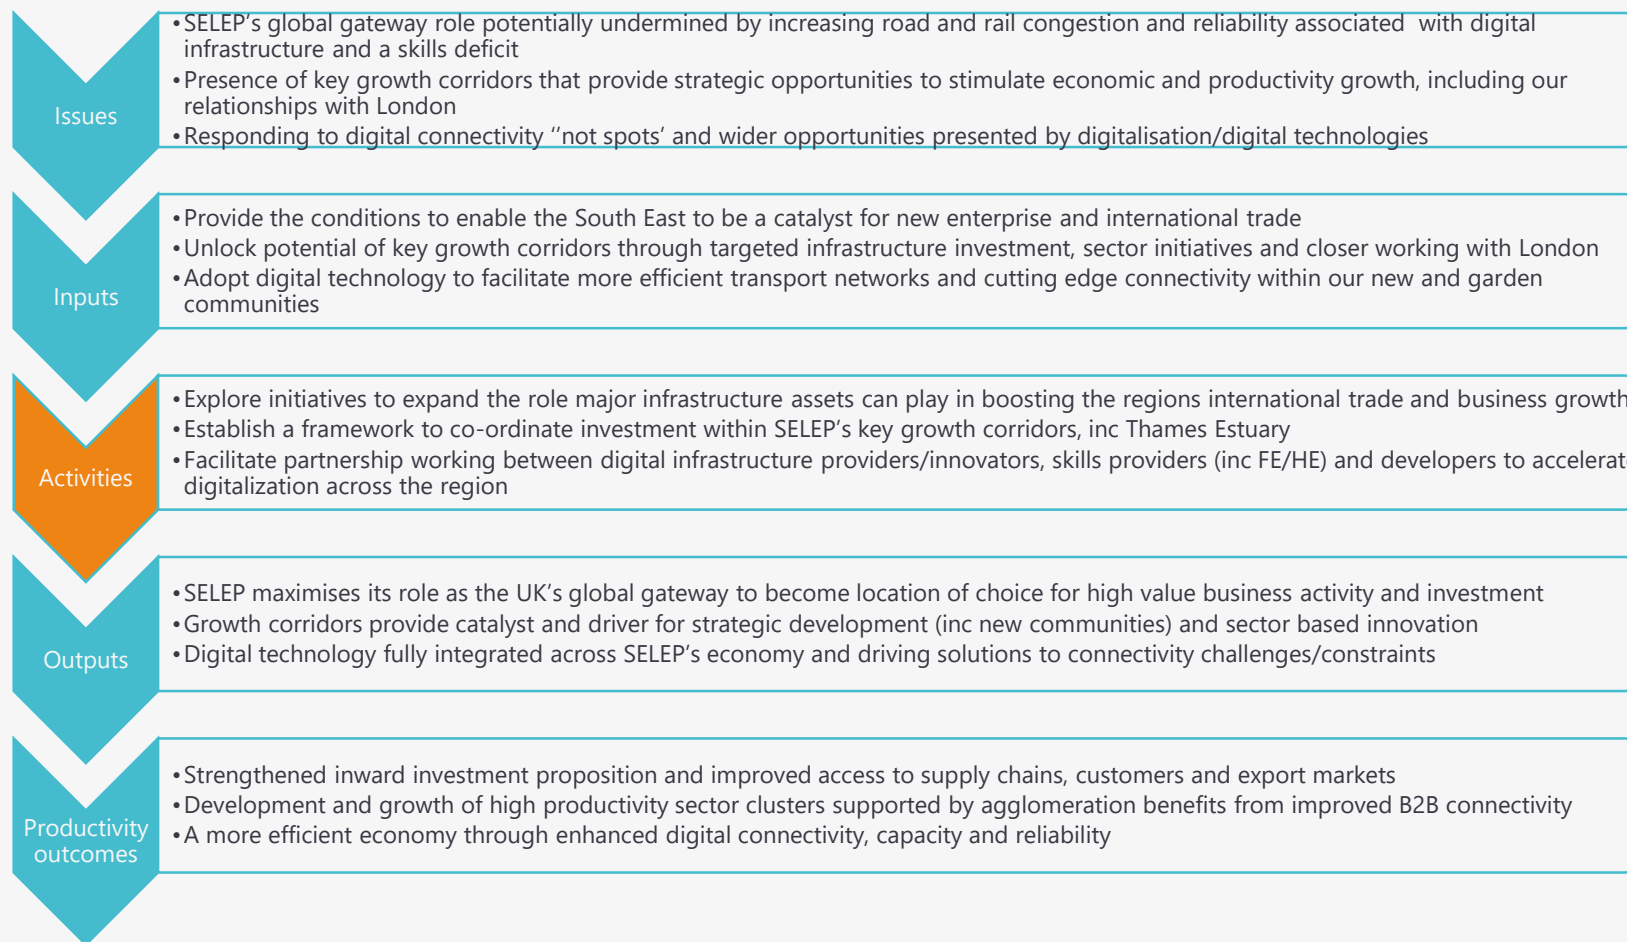 Issues
•SELEP's global gateway role potentially undermined by increasing road and rail congestion and reliability associated  with digital
infrastructure and a skills deficit
•Presence of key growth corridors that provide strategic opportunities to stimulate economic and productivity growth, including our
relationships with London
•Responding to digital connectivity ‘'not spots’ and wider opportunities presented by digitalisation/digital technologies
Inputs
•Provide the conditions to enable the South East to be a catalyst for new enterprise and international trade
•Unlock potential of key growth corridors through targeted infrastructure investment, sector initiatives and closer working with London
•Adopt digital technology to facilitate more efficient transport networks and cutting edge connectivity within our new and garden
communities
Activities
•Explore initiatives to expand the role major infrastructure assets can play in boosting the regions international trade and business growth
•Establish a framework to co-ordinate investment within SELEP's key growth corridors, inc Thames Estuary
•Facilitate partnership working between digital infrastructure providers/innovators, skills providers (inc FE/HE) and developers to accelerate
digitalization across the region
Outputs
•SELEP maximises its role as the UK's global gateway to become location of choice for high value business activity and investment
•Growth corridors provide catalyst and driver for strategic development (inc new communities) and sector based innovation
•Digital technology fully integrated across SELEP's economy and driving solutions to connectivity challenges/constraints
Productivity
outcomes
•Strengthened inward investment proposition and improved access to supply chains, customers and export markets
•Development and growth of high productivity sector clusters supported by agglomeration benefits from improved B2B connectivity
•A more efficient economy through enhanced digital connectivity, capacity and reliability